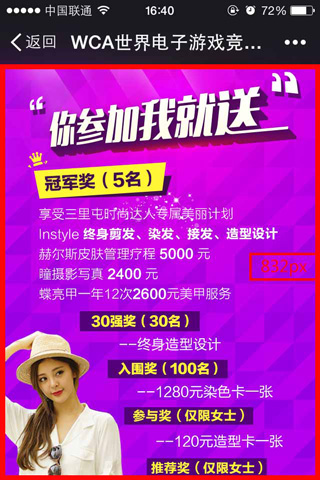 中国联通 16:40
返回 WCA世界电子游戏竞... •••
“你参加我就送”
冠军奖（5名）
享受三里屯时尚达人专属美丽计划
Instyle 终身剪发、染发、接发、造型设计
赫尔斯皮肤管理疗程 5000 元
瞳摄影写真 2400 元
832px
蝶亮甲一年12次2600元美甲服务
30强奖（30名）
--终身造型设计
入围奖（100名）
--1280元染色卡一张
参与奖（仅限女士）
--120元造型卡一张
推荐奖（仅限女士）